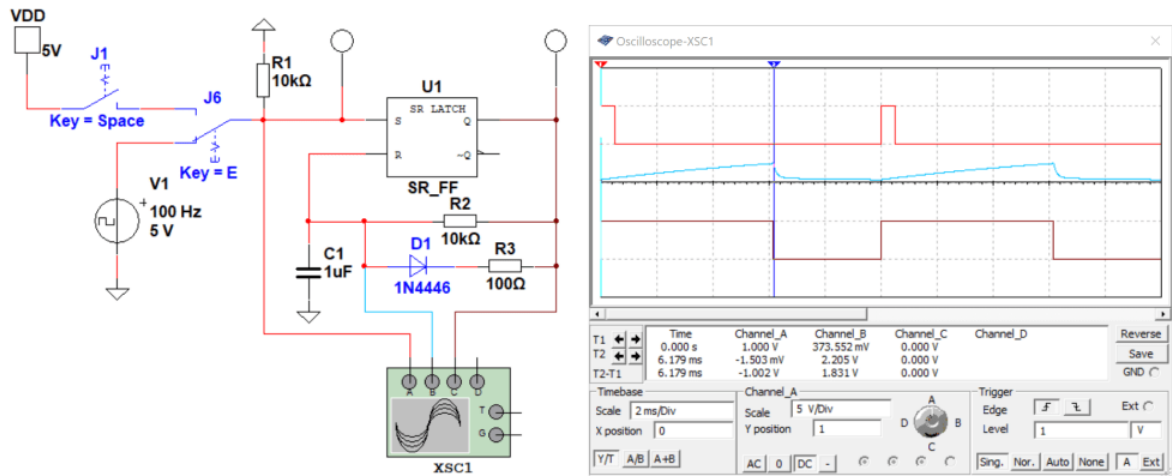 VDD
5V
J1
Key = Space
J6
Key = E
V1
+
100 Hz
5 V
R1
10kΩ
U1
SR LATCH
S
Q
R
~Q
SR_FF
R2
10kΩ
D1
1N4446
R3
100Ω
C1
1uF
A B C D
T
G
XSC1
Oscilloscope-XSC1
Time Channel_A Channel_B Channel_C Channel_D
T1 0.000 s 1.000 V 373.552 mV 0.000 V
T2 6.179 ms -1.503 mV 2.205 V 0.000 V
T2-T1 6.179 ms -1.002 V 1.831 V 0.000 V
Reverse
Save
GND
Timebase
Scale 2 ms/Div
X position 0
Y/T A/B A+B
Channel_A
Scale 5 V/Div
Y position 1
AC 0 DC -
A
D B
C
Trigger
Edge Ext
Level 1 V
Sing. Nor. Auto None A Ext